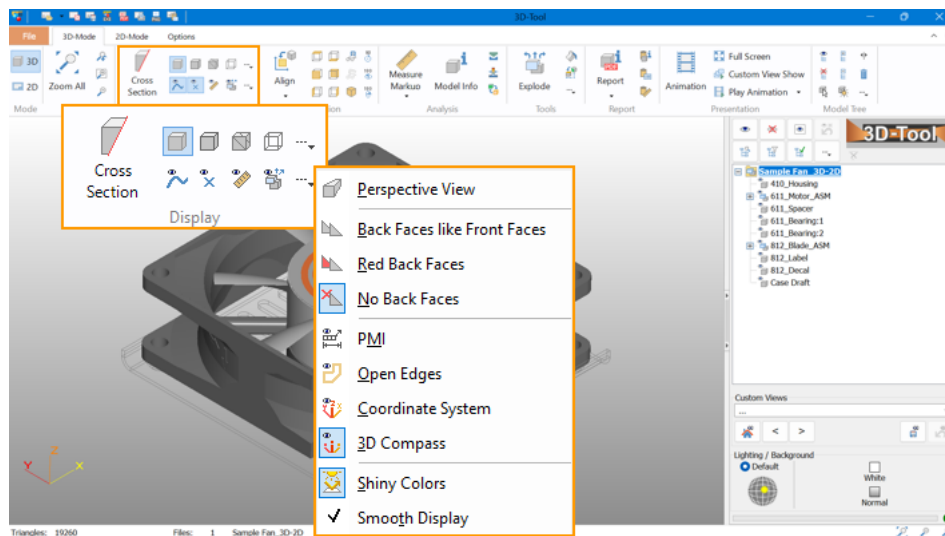 3D-Tool
File
3D-Mode
2D-Mode
Options
3D
2D
Mode
Zoom All
Cross
Section
Align
Measure
Markup
Model Info
Analysis
Explode
Tools
Report
Report
Animation
Full Screen
Custom View Show
Play Animation
Presentation
Model Tree
Cross
Section
Display
Perspective View
Back Faces like Front Faces
Red Back Faces
No Back Faces
PMI
Open Edges
Coordinate System
3D Compass
Shiny Colors
Smooth Display
3D-Tool
Sample Fan_3D-2D
410_Housing
611_Motor_ASM
611_Spacer
611_Bearing:1
611_Bearing:2
812_Blade_ASM
812_Label
812_Decal
Case Draft
Custom Views
...
< >
Lighting / Background
Default
White
Normal
Z
Y X
Triangles: 19260 Files: 1 Sample Fan_3D-2D